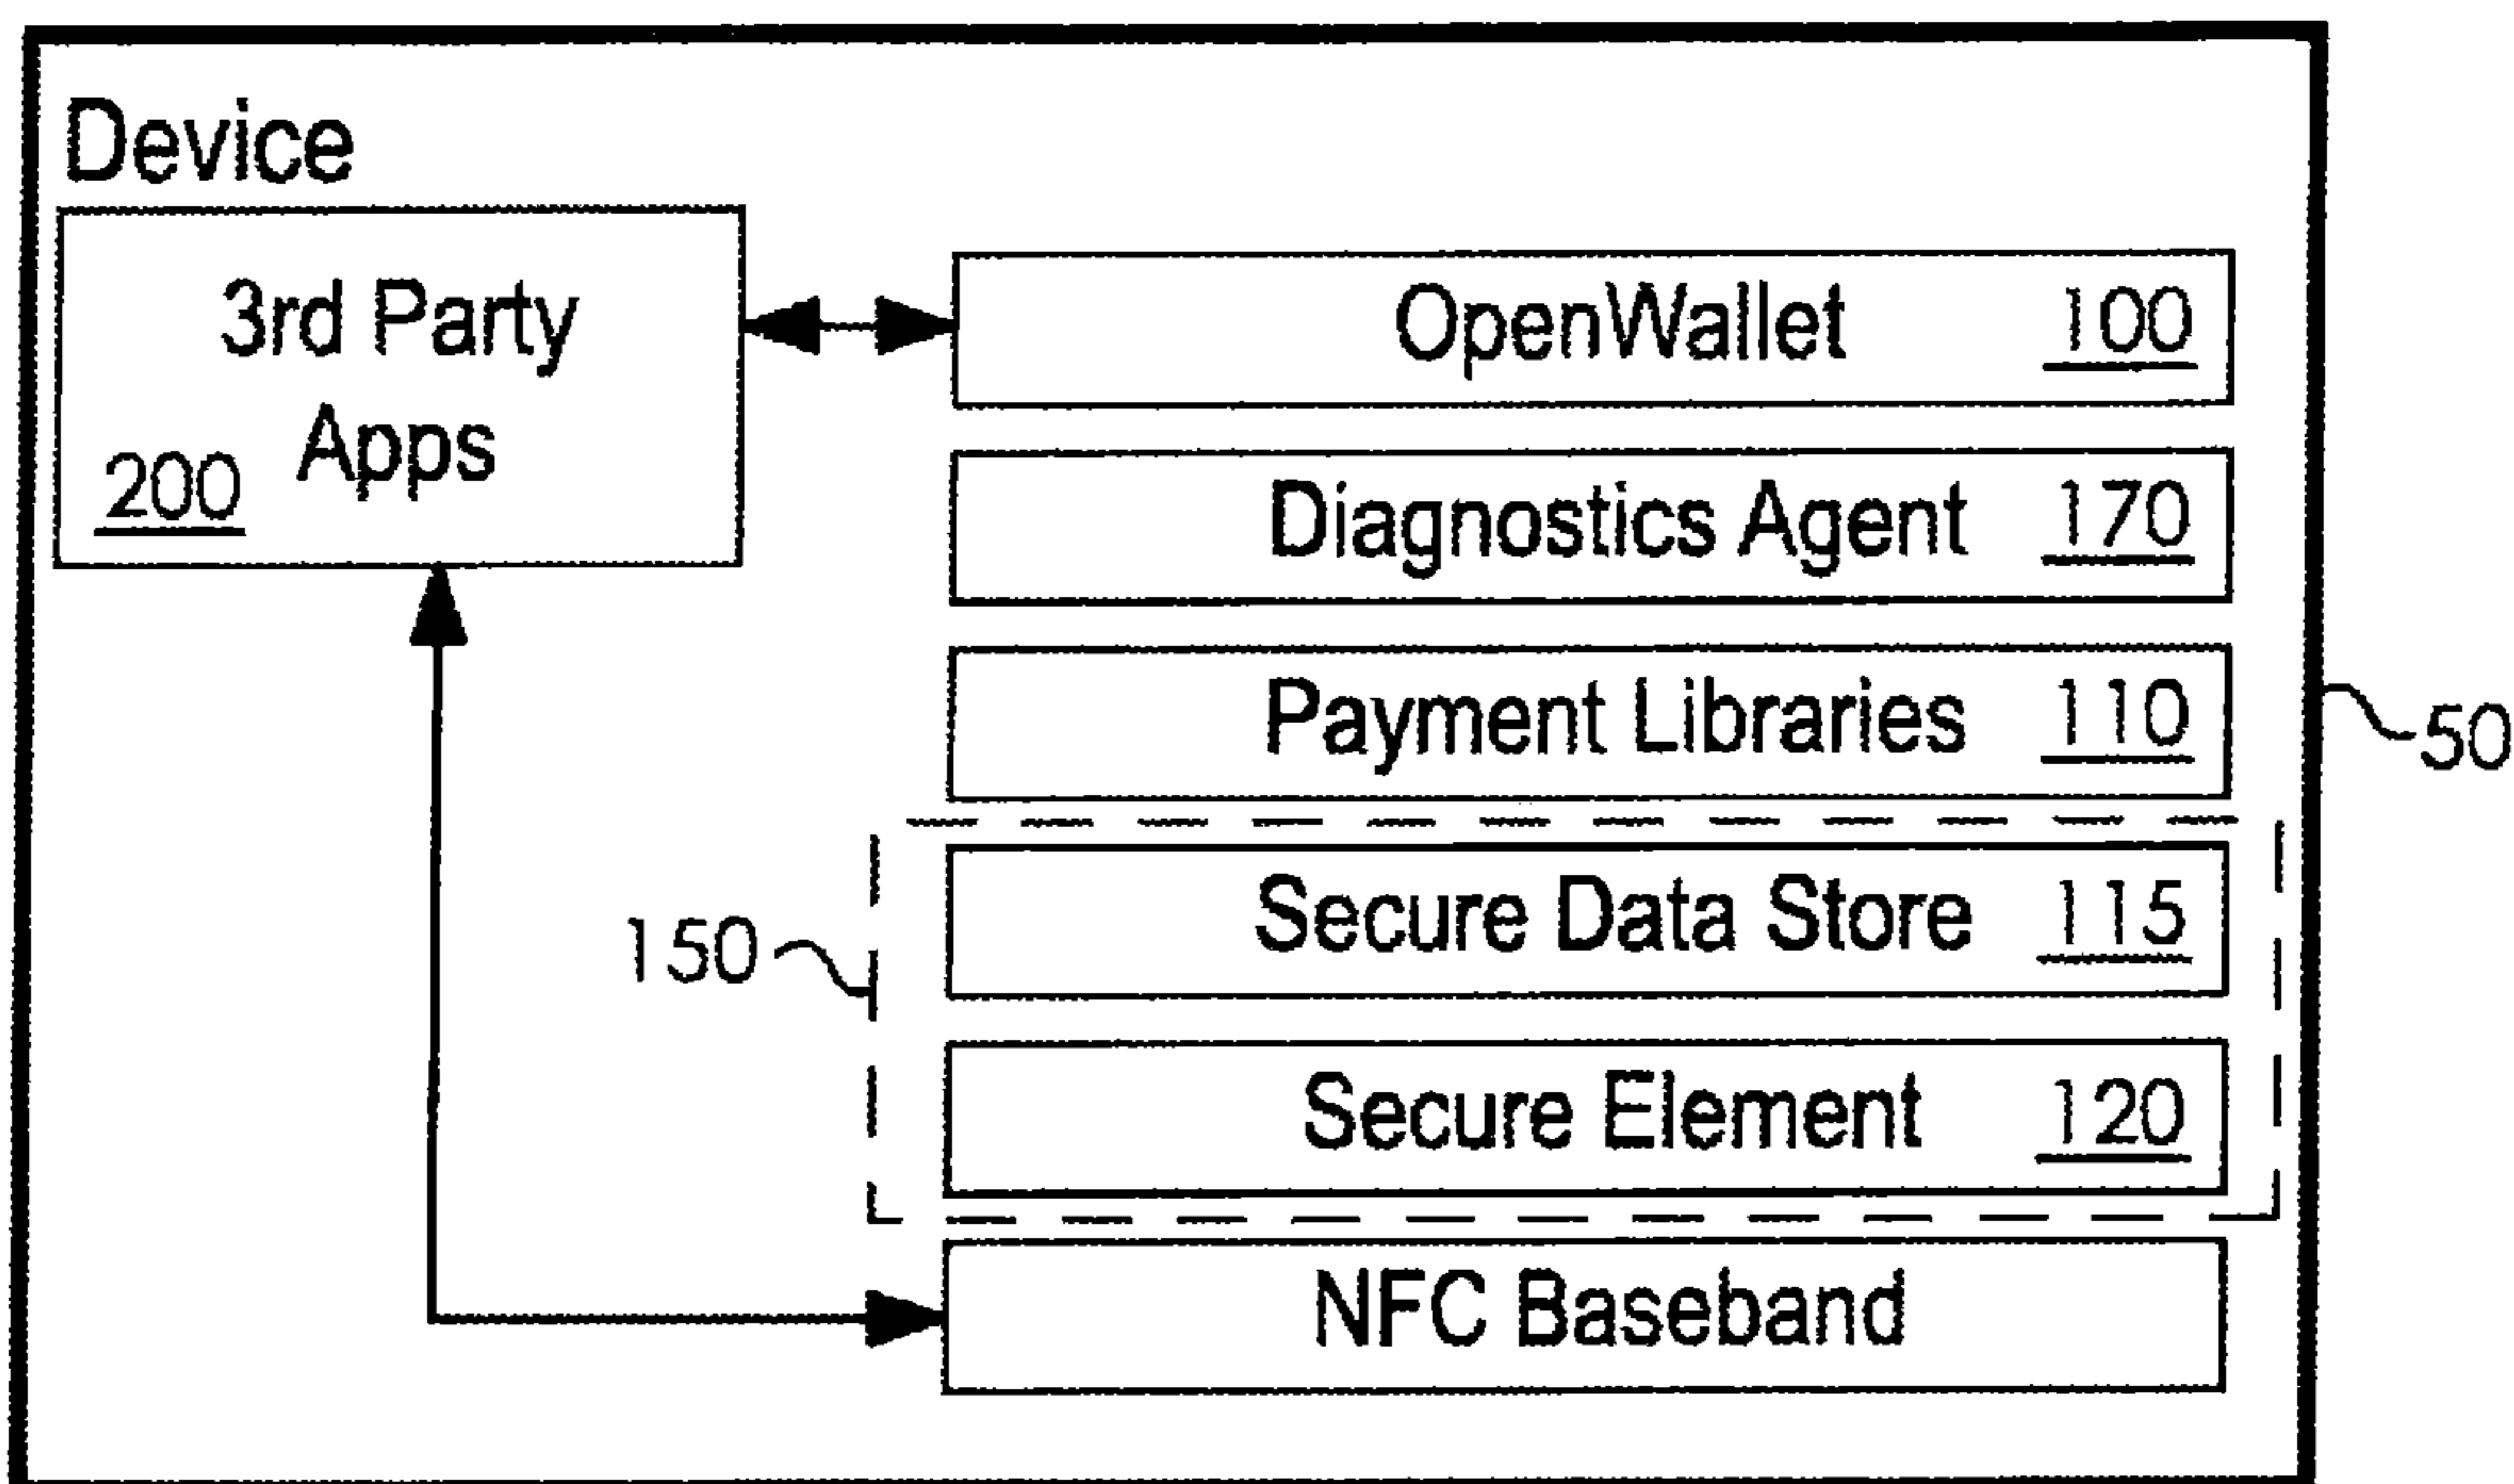 Device
3rd Party
Apps
200
OpenWallet 100
Diagnostics Agent 170
Payment Libraries 110
50
Secure Data Store 115
150
Secure Element 120
NFC Baseband